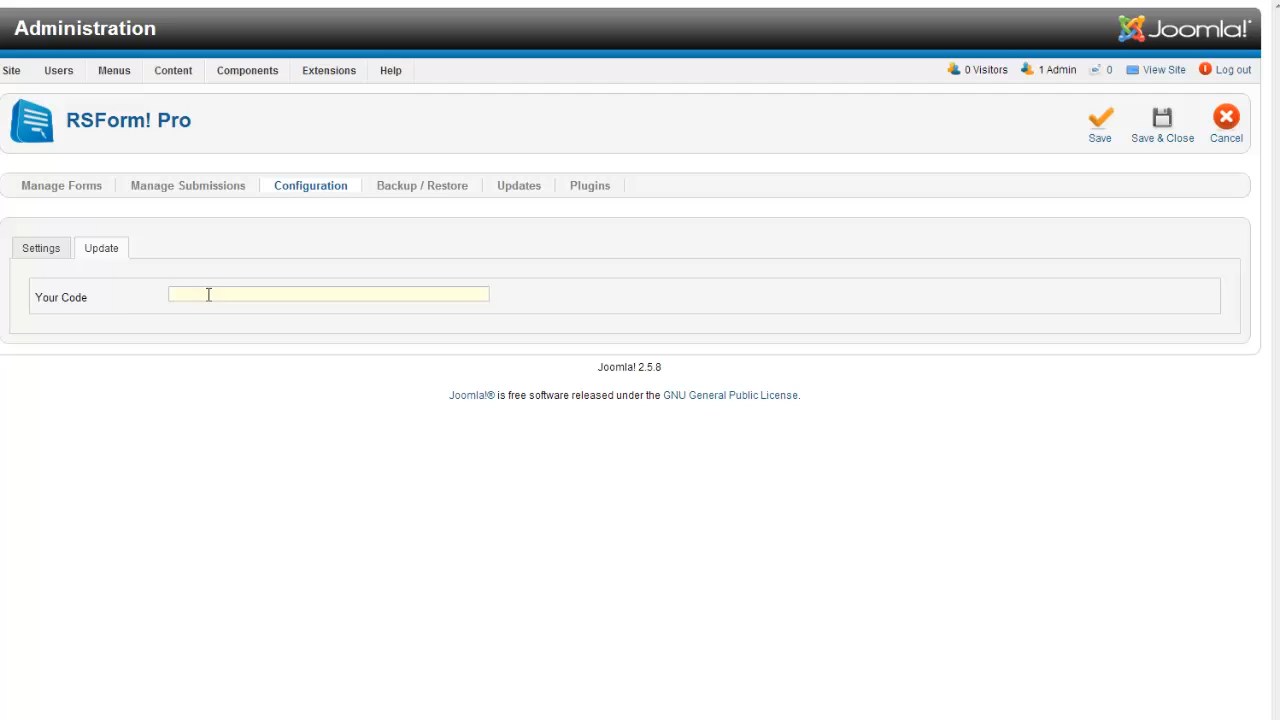 Administration
Joomla!
Site Users Menus Content Components Extensions Help
0 Visitors 1 Admin 0 View Site Log out
RSForm! Pro
Save Save & Close Cancel
Manage Forms Manage Submissions Configuration Backup / Restore Updates Plugins
Settings Update
Your Code
Joomla! 2.5.8
Joomla!® is free software released under the GNU General Public License.